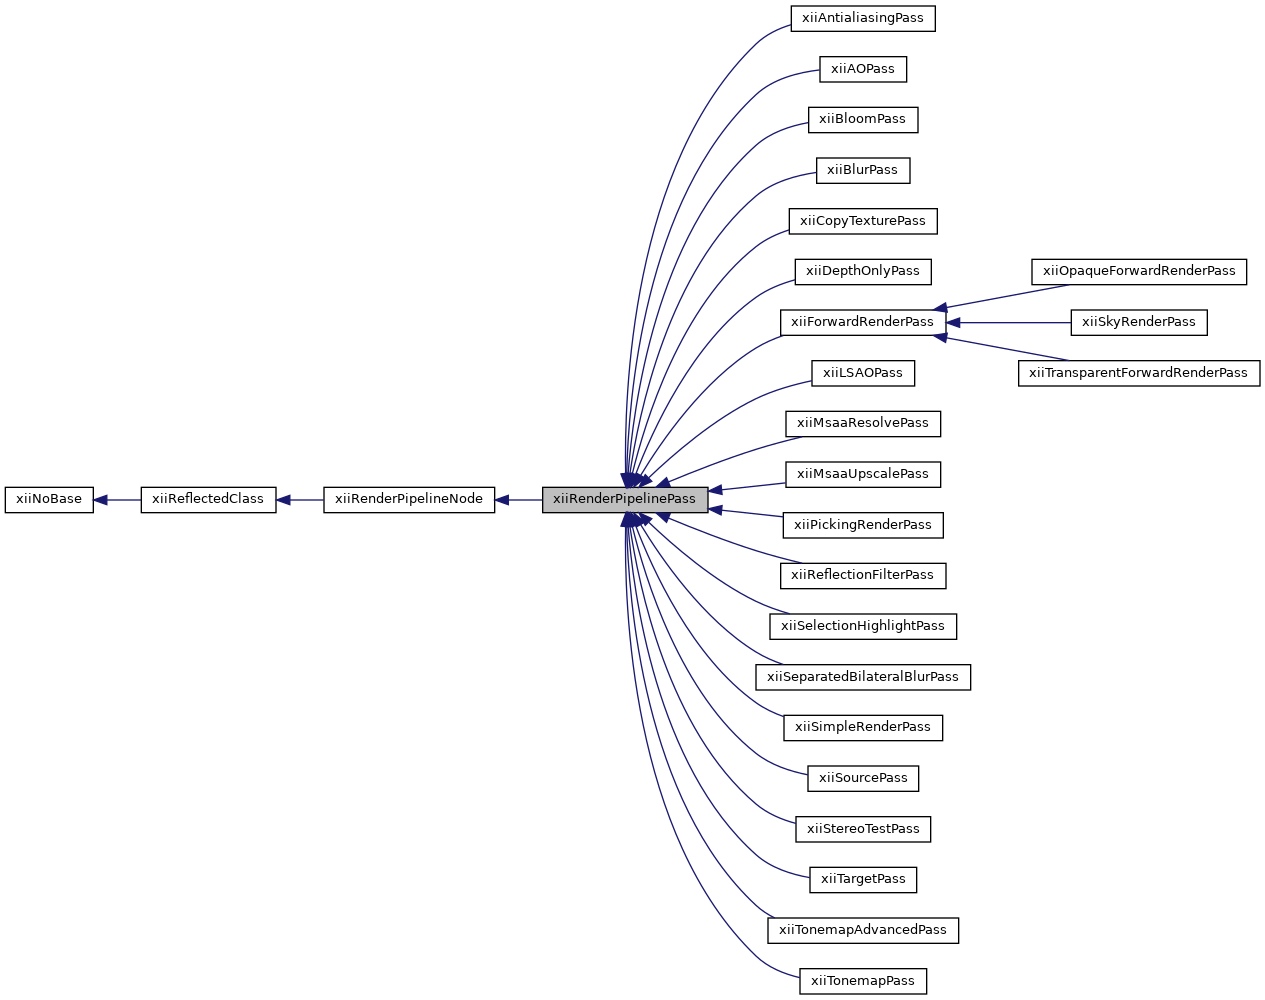 xiiAntialiasingPass
xiiAOPass
xiiBloomPass
xiiBlurPass
xiiCopyTexturePass
xiiDepthOnlyPass
xiiOpaqueForwardRenderPass
xiiForwardRenderPass
xiiSkyRenderPass
xiiLSAOPass
xiiTransparentForwardRenderPass
xiiMsaaResolvePass
xiiMsaaUpscalePass
xiiNoBase
xiiReflectedClass
xiiRenderPipelineNode
xiiRenderPipelinePass
xiiPickingRenderPass
xiiReflectionFilterPass
xiiSelectionHighlightPass
xiiSeparatedBilateralBlurPass
xiiSimpleRenderPass
xiiSourcePass
xiiStereoTestPass
xiiTargetPass
xiiTonemapAdvancedPass
xiiTonemapPass